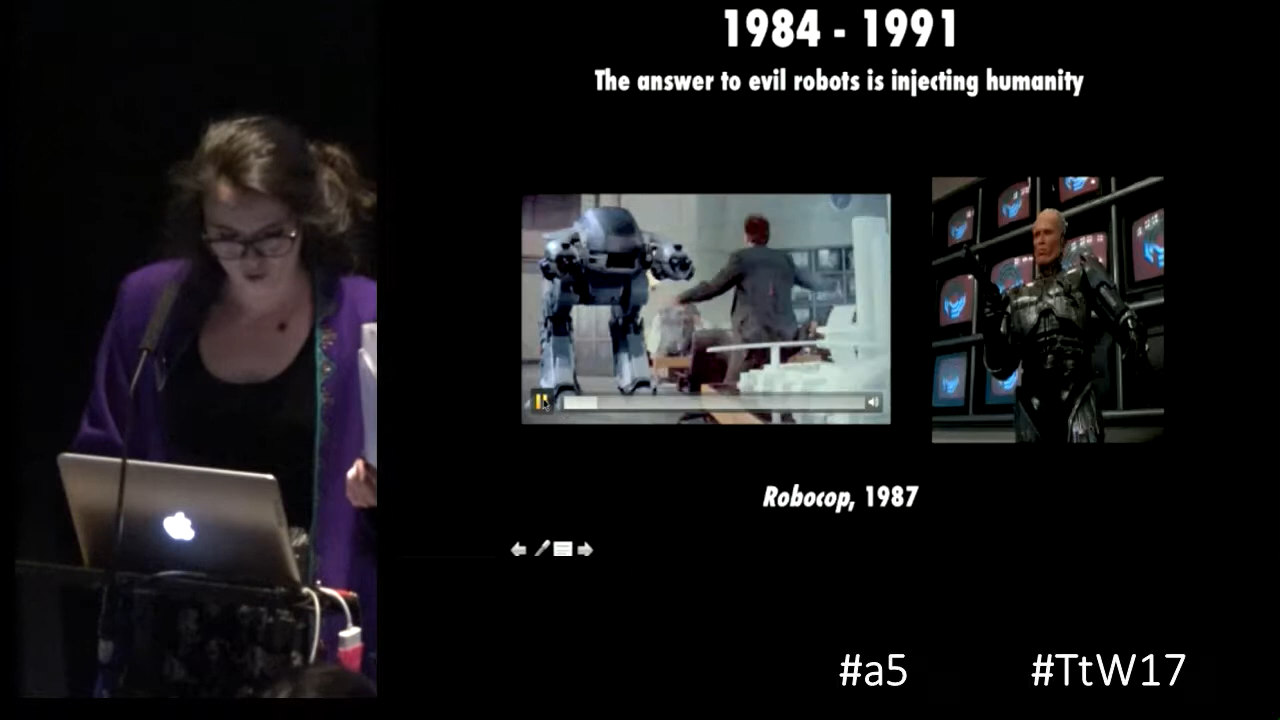 1984 - 1991
The answer to evil robots is injecting humanity
Robocop, 1987
#a5
#TtW17